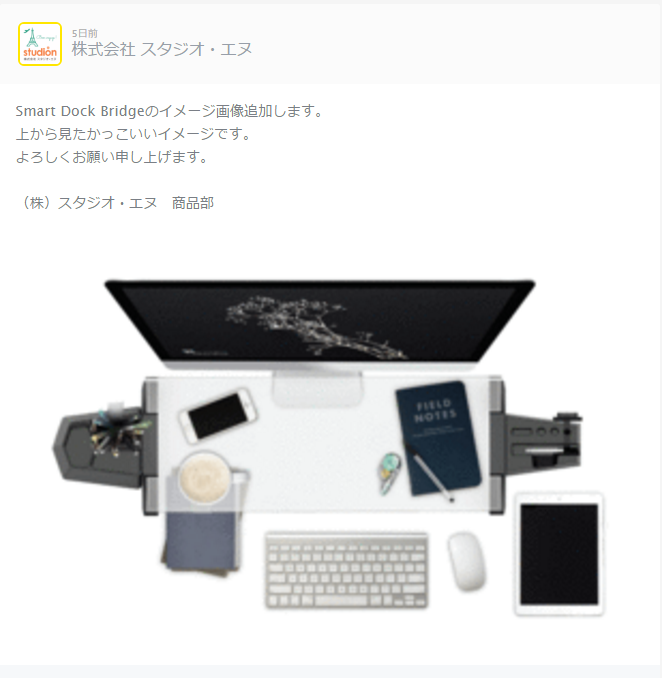 studion
5日前
株式会社 スタジオ・エヌ
Smart Dock Bridgeのイメージ画像追加します。
上から見たかっこいいイメージです。
よろしくお願い申し上げます。
（株）スタジオ・エヌ　商品部
FIELD
NOTES